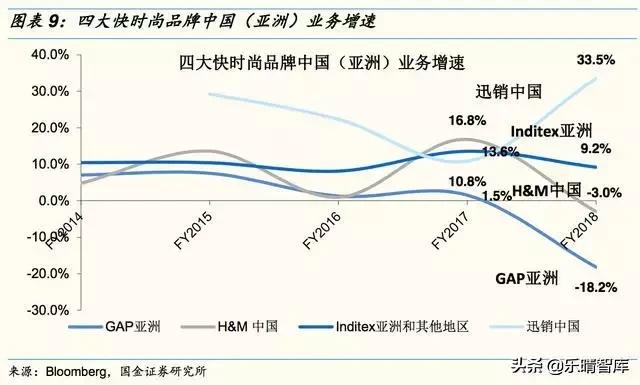 图表 9：四大快时尚品牌中国（亚洲）业务增速
四大快时尚品牌中国（亚洲）业务增速
40.0%
30.0%
20.0%
10.0%
0.0%
-10.0%
-20.0%
-30.0%
FY2014
FY2015
FY2016
FY2017
FY2018
33.5%
迅销中国
16.8%
Inditex亚洲
13.6%
9.2%
10.8%
1.5%
H&M中国
-3.0%
GAP亚洲
-18.2%
GAP亚洲
H&M 中国
Inditex亚洲和其他地区
迅销中国
来源：Bloomberg，国金证券研究所
头条@乐晴智库